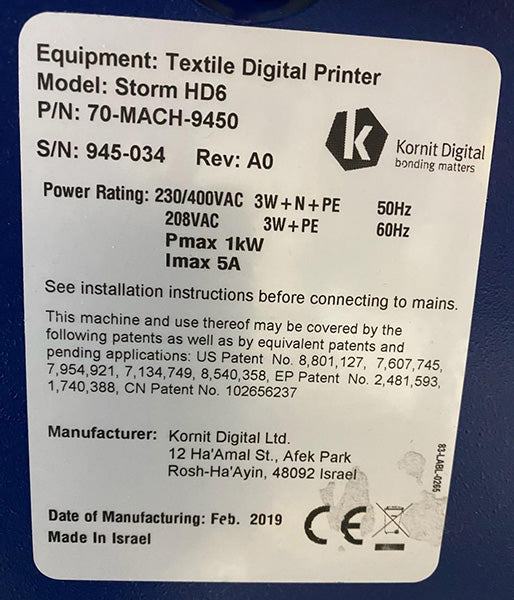 Equipment: Textile Digital Printer
Model: Storm HD6
P/N: 70-MACH-9450
S/N: 945-034 Rev: A0
k
Kornit Digital
bonding matters
Power Rating: 230/400VAC 3W+N+PE 50Hz
208VAC 3W+PE 60Hz
Pmax 1kW
Imax 5A
See installation instructions before connecting to mains.
This machine and use thereof may be covered by the
following patents as well as by equivalent patents and
pending applications: US Patent No. 8,801,127, 7,607,745,
7,954,921, 7,134,749, 8,540,358, EP Patent No. 2,481,593,
1,740,388, CN Patent No. 102656237
Manufacturer: Kornit Digital Ltd.
12 Ha'Amal St., Afek Park
Rosh-Ha'Ayin, 48092 Israel
83-LABL-0265
Date of Manufacturing: Feb. 2019
Made In Israel
CE